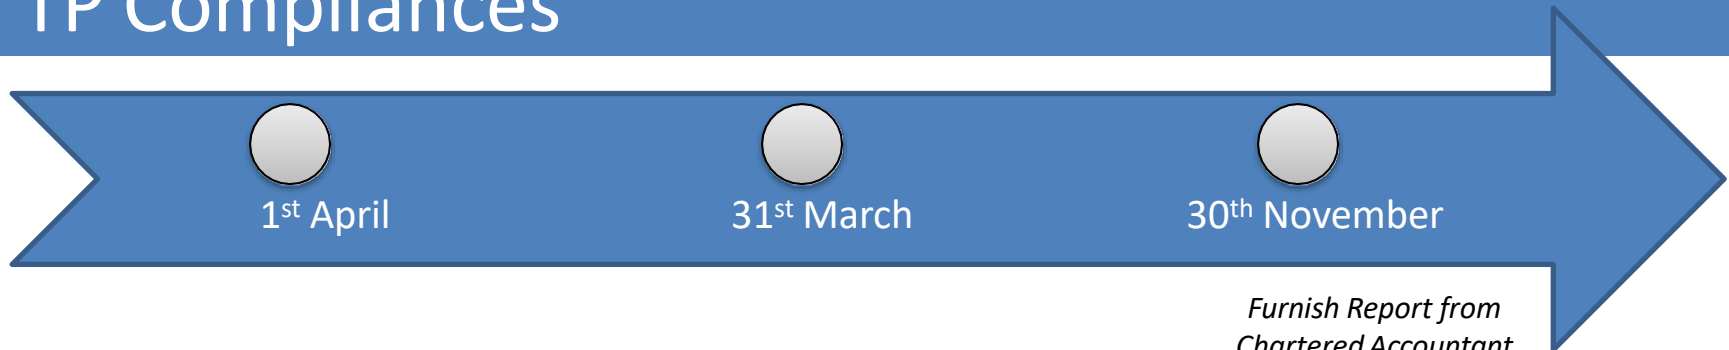 TP Compliances
1st April
31st March
30th November
Furnish Report from
Chartered Accountant